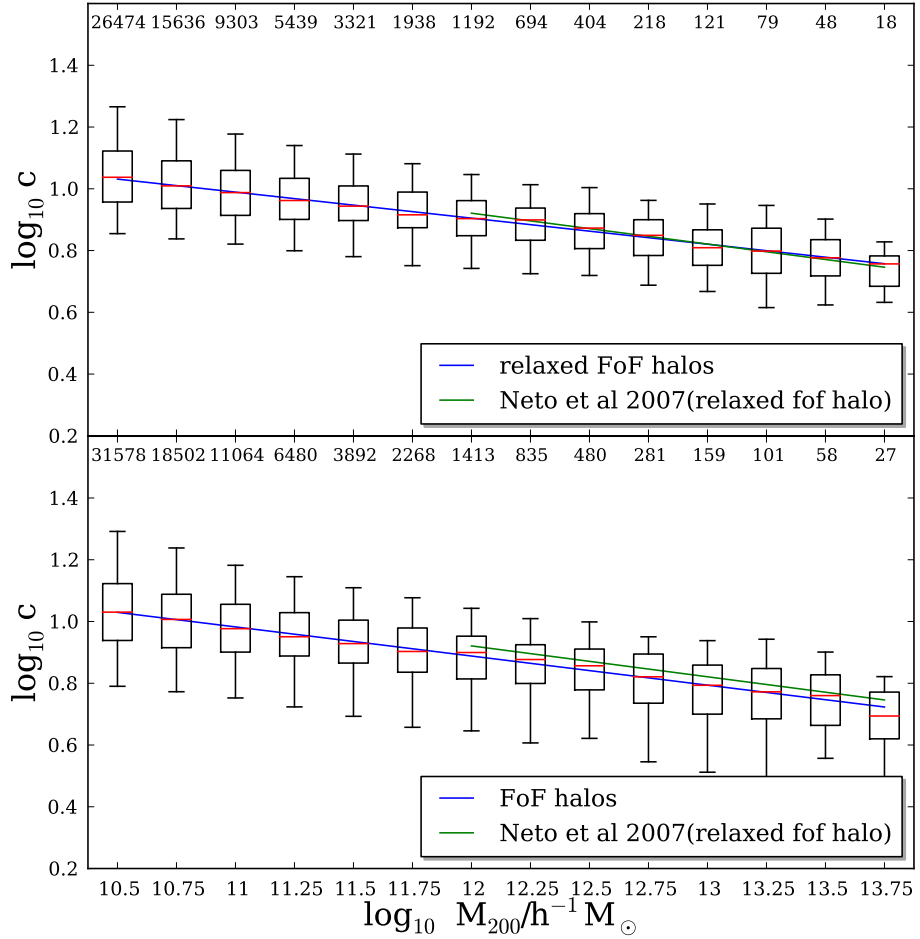 26474 15636 9303 5439 3321 1938 1192 694 404 218 121 79 48 18
1.4
1.2
1.0
0.8
0.6
0.4
0.2
log₁₀ c
relaxed FoF halos
Neto et al 2007(relaxed fof halo)
31578 18502 11064 6480 3892 2268 1413 835 480 281 159 101 58 27
1.4
1.2
1.0
0.8
0.6
0.4
0.2
log₁₀ c
FoF halos
Neto et al 2007(relaxed fof halo)
10.5 10.75 11 11.25 11.5 11.75 12 12.25 12.5 12.75 13 13.25 13.5 13.75
log₁₀ M₂₀₀/h⁻¹M☉